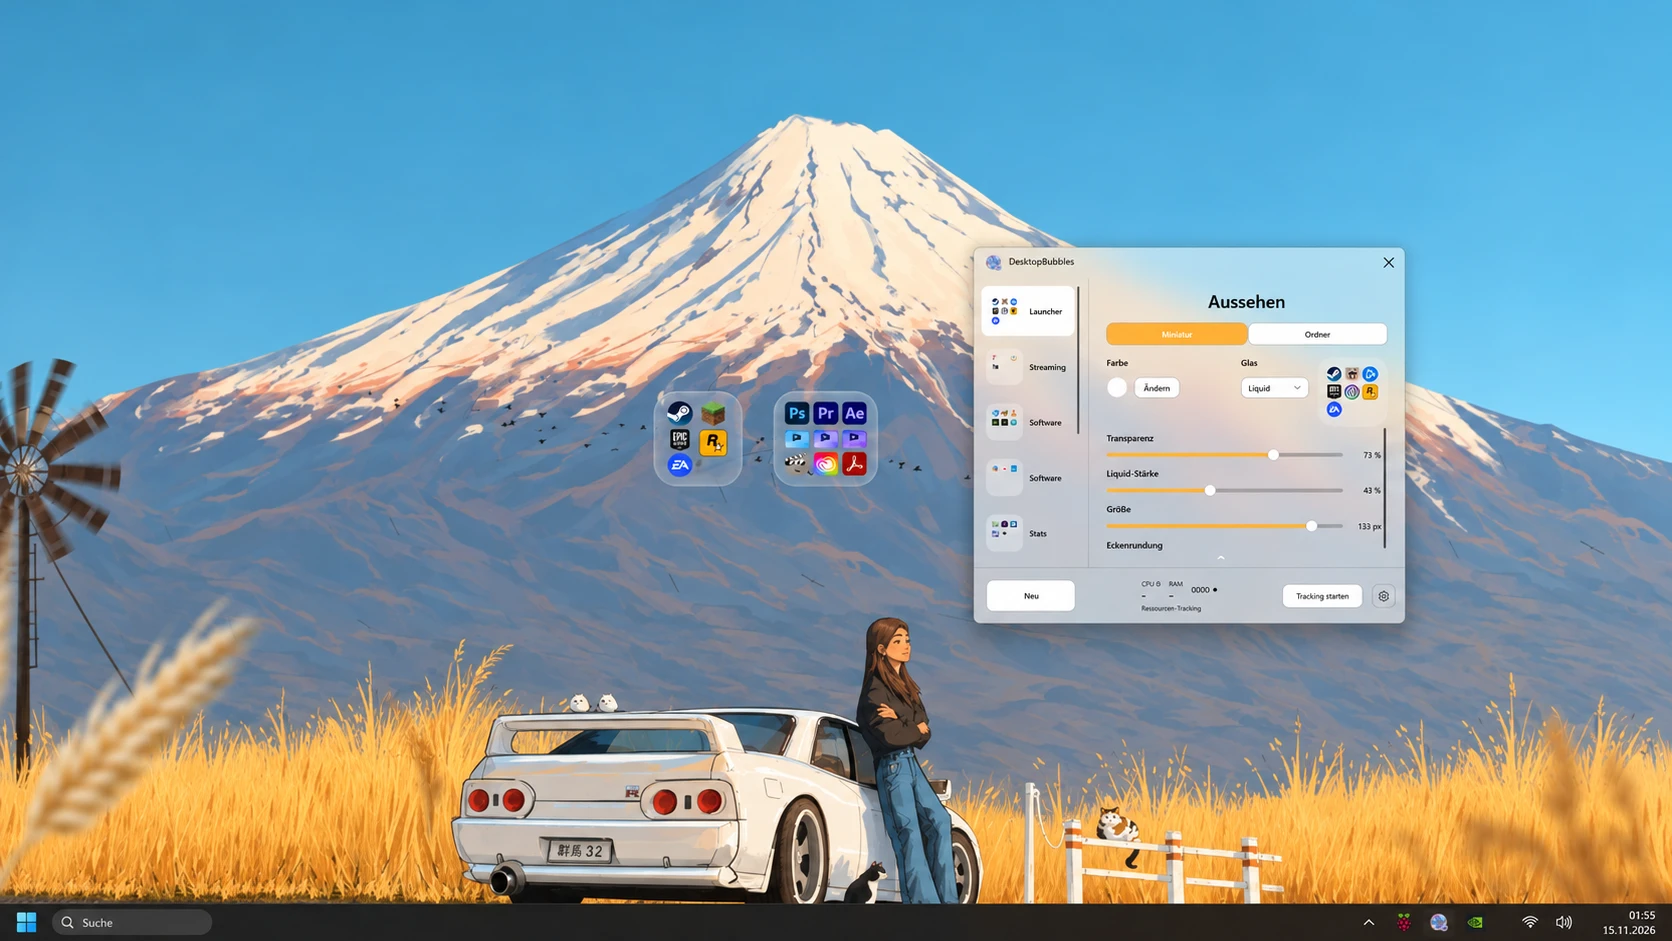 DesktopBubbles
Launcher
Streaming
Software
Software
Stats
Aussehen
Miniatur
Ordner
Farbe
Glas
Ändern
Liquid
Transparenz
73 %
Liquid-Stärke
43 %
Größe
133 px
Eckenrundung
Neu
CPU
RAM
0000
–
–
Ressourcen-Tracking
Tracking starten
EPIC
R
EA
Ps Pr Ae
EA
群馬 32
Suche
01:55
15.11.2026